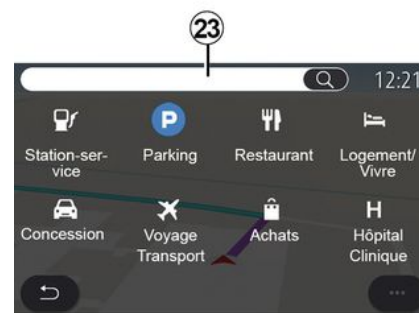 23
12:21
P
Station-ser-
vice
Parking
Restaurant
Logement/
Vivre
H
Concession
Voyage
Transport
Achats
Hôpital
Clinique